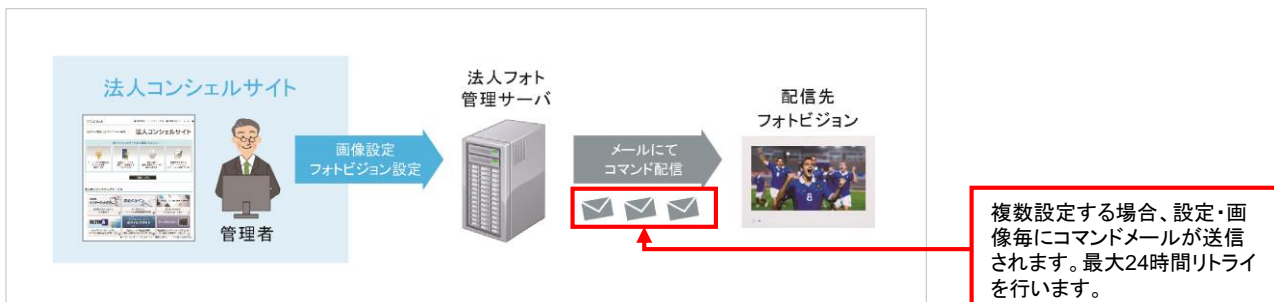 法人コンシェルサイト
法人コンシェルサイト
管理者
画像設定
フォトビジョン設定
法人フォト
管理サーバ
メールにて
コマンド配信
配信先
フォトビジョン
8
複数設定する場合、設定・画
像毎にコマンドメールが送信
されます。最大24時間リトライ
を行います。